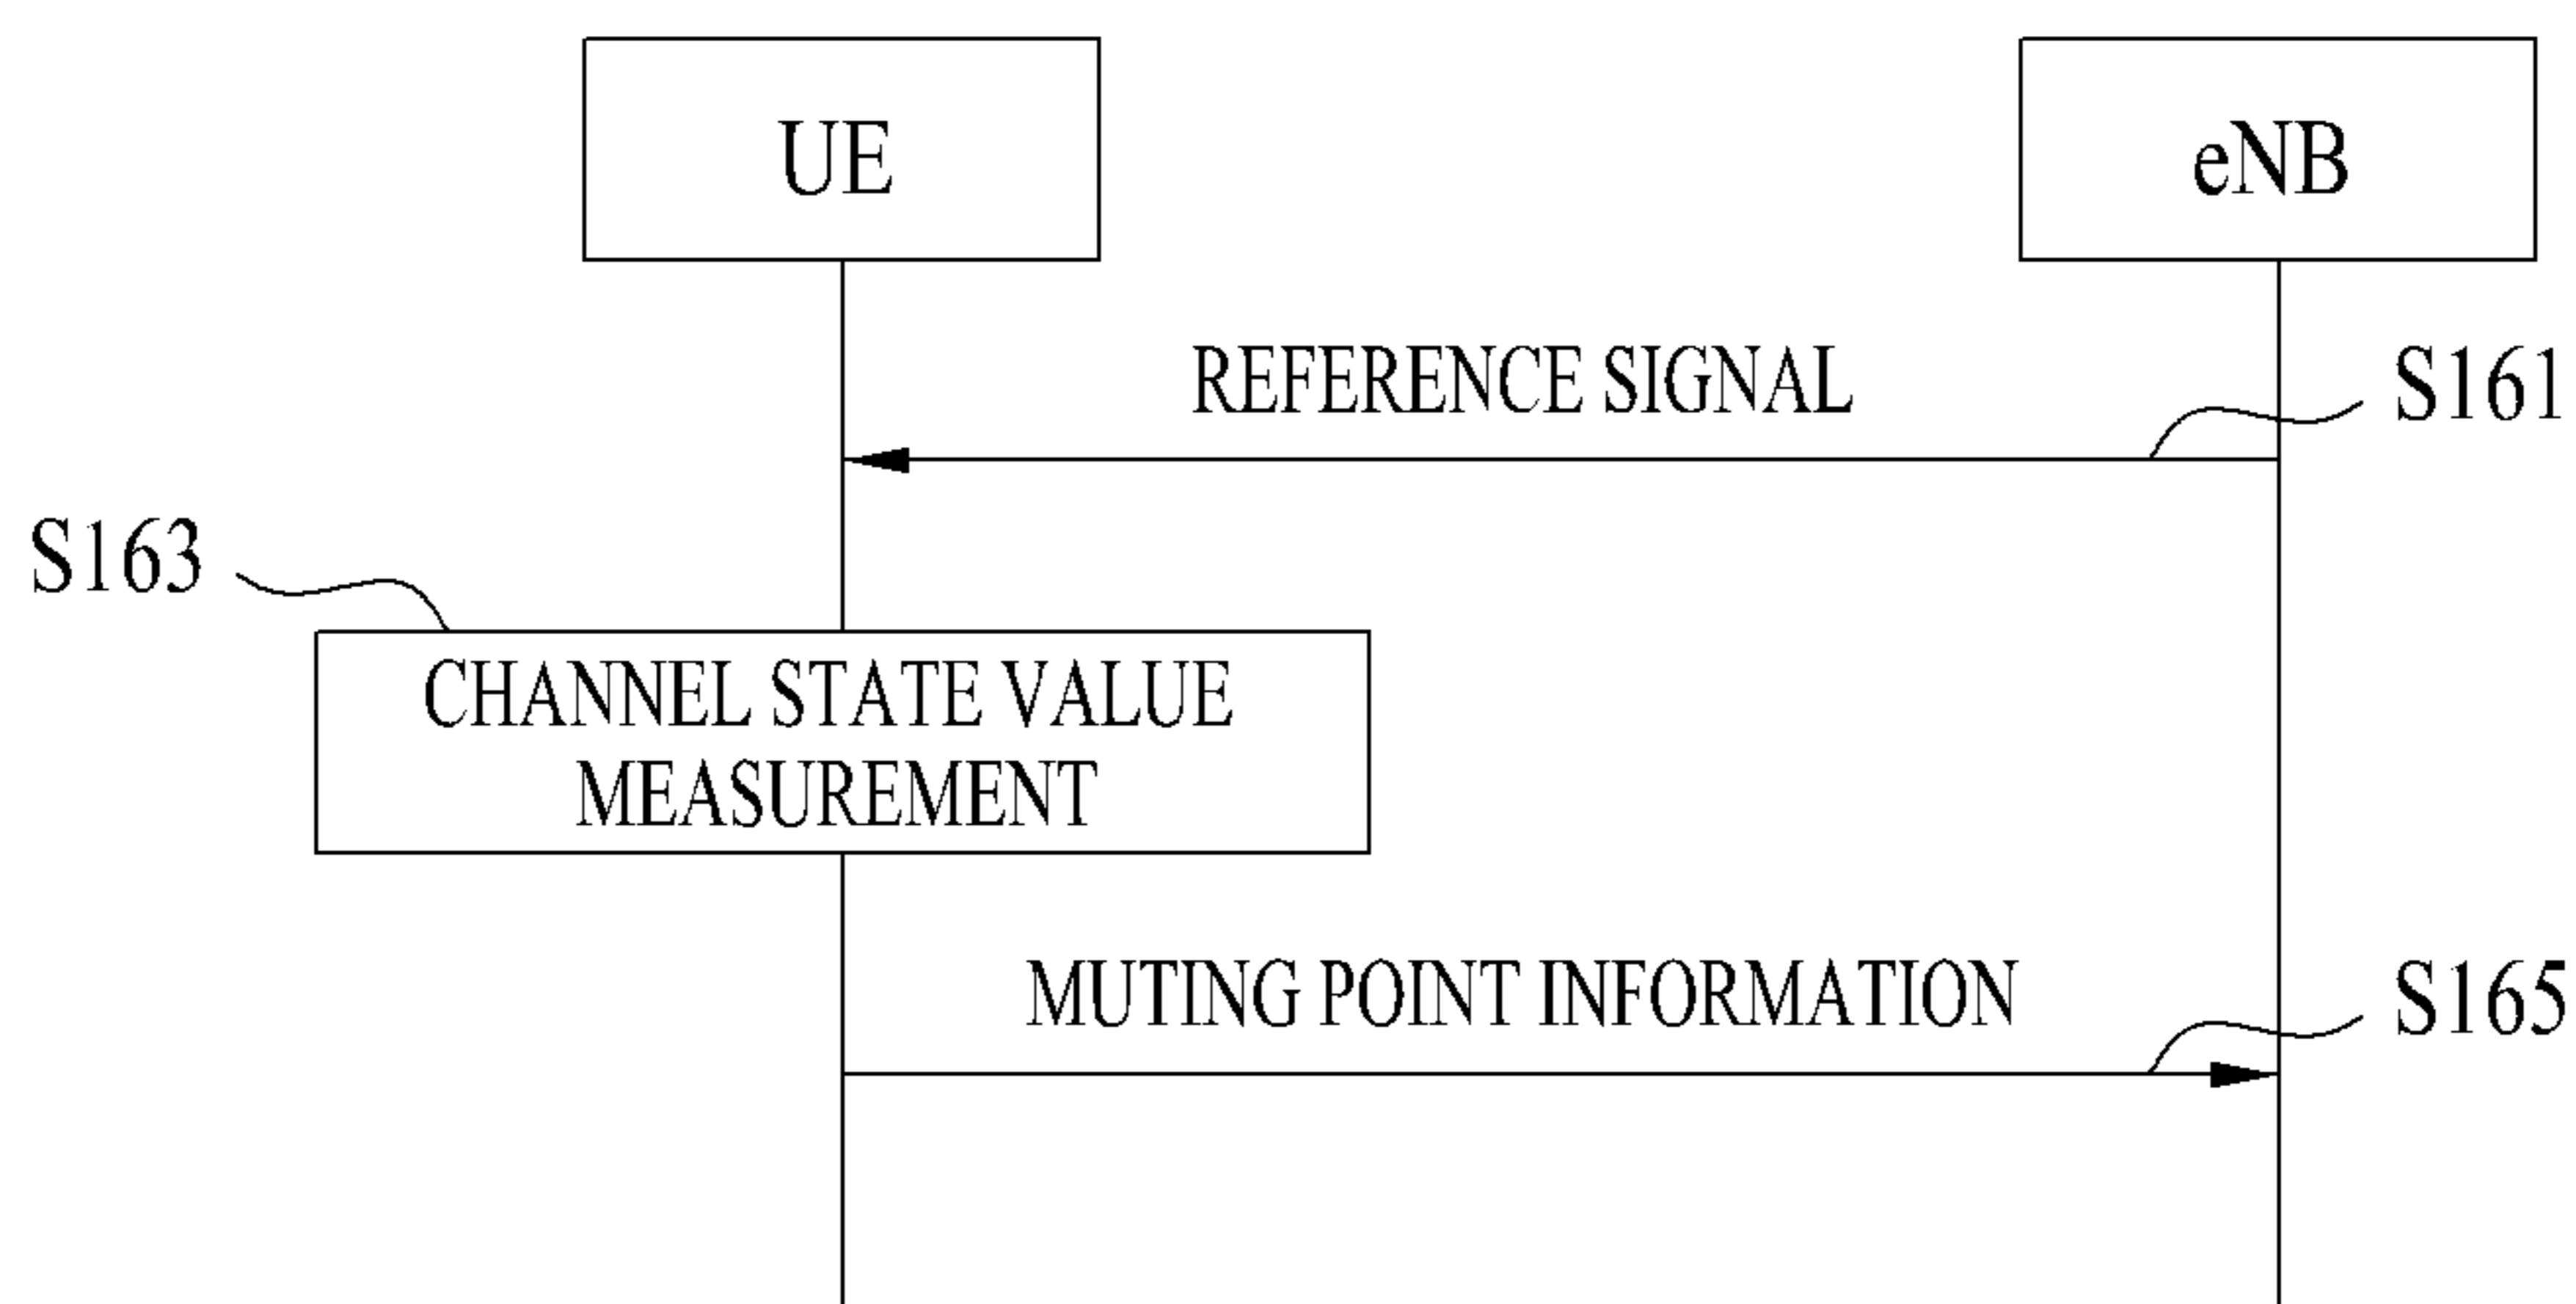 UE
eNB
REFERENCE SIGNAL
S161
S163
CHANNEL STATE VALUE
MEASUREMENT
MUTING POINT INFORMATION
S165